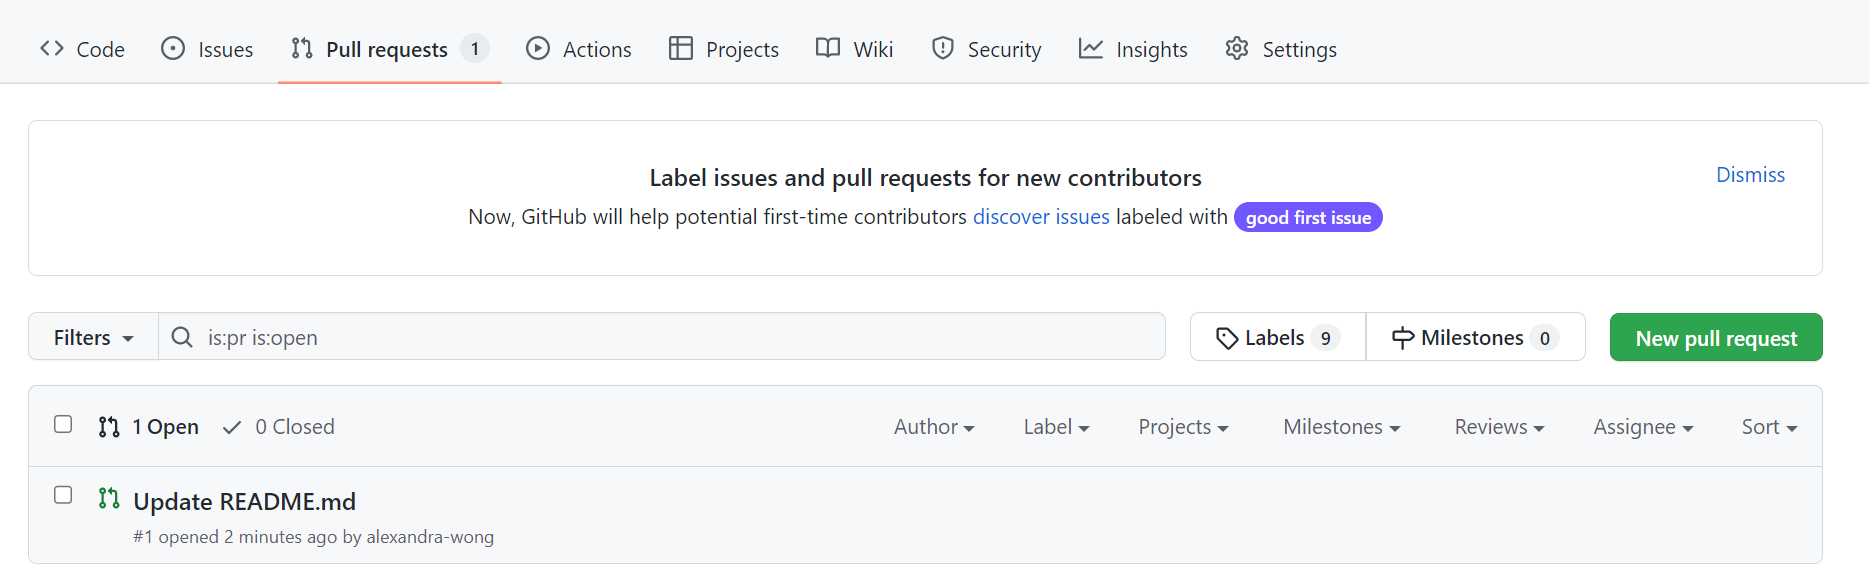 Code Issues Pull requests 1 Actions Projects Wiki Security Insights Settings
Label issues and pull requests for new contributors
Dismiss
Now, GitHub will help potential first-time contributors discover issues labeled with good first issue
Filters is:pr is:open Labels 9 Milestones 0 New pull request
1 Open 0 Closed Author Label Projects Milestones Reviews Assignee Sort
Update README.md
#1 opened 2 minutes ago by alexandra-wong